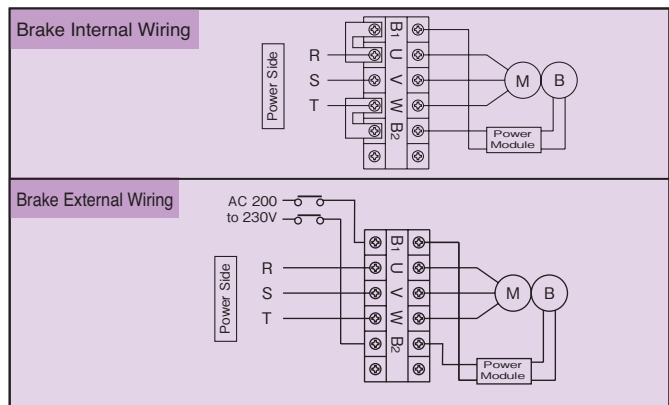 Brake Internal Wiring
Power Side
R
S
T
B1
U
V
W
B2
M
B
Power
Module
Brake External Wiring
AC 200
to 230V
Power Side
R
S
T
B1
U
V
W
B2
M
B
Power
Module